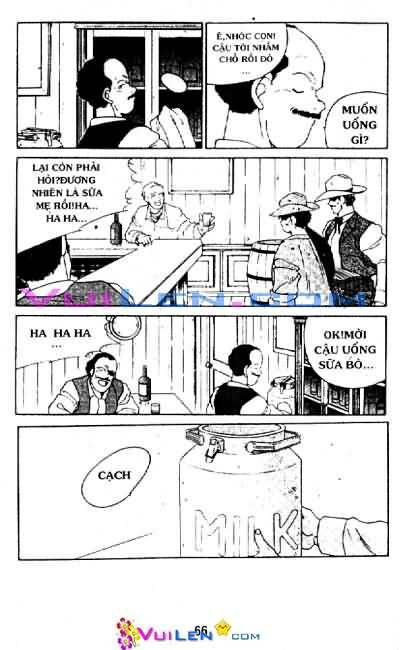 Ê,NHÓC CON!
CẬU TỚI NHẦM
CHỖ RỒI ĐÓ
...
MUỐN
UỐNG
GÌ?
LẠI CÒN PHẢI
HỎI?ĐƯƠNG
NHIÊN LÀ SỮA
MẸ RỒI!HA...
HA HA...
VUILEN.COM
HA HA HA
...
OK!MỜI
CẬU UỐNG
SỮA BÒ...
CẠCH
MILK
66
VUILEN COM